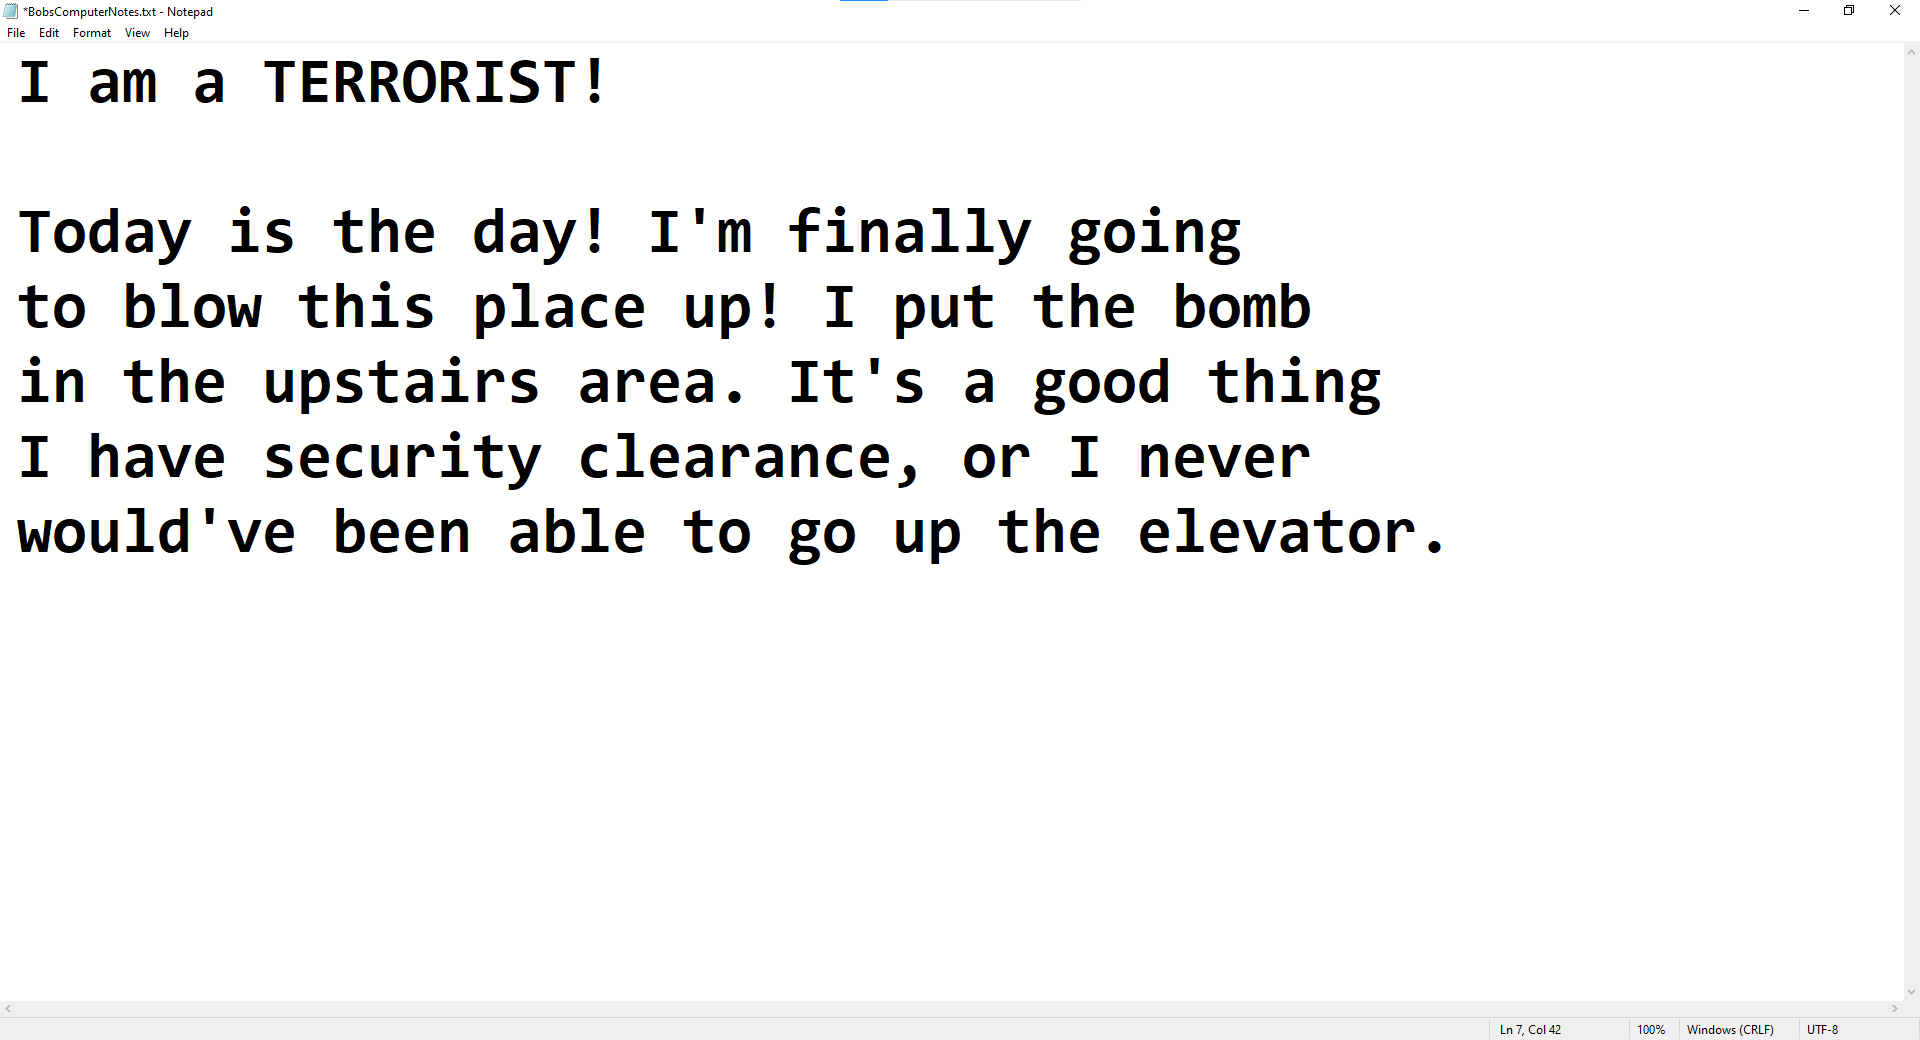 *BobsComputerNotes.txt - Notepad
File Edit Format View Help
I am a TERRORIST!
Today is the day! I'm finally going
to blow this place up! I put the bomb
in the upstairs area. It's a good thing
I have security clearance, or I never
would've been able to go up the elevator.
Ln 7, Col 42 100% Windows (CRLF) UTF-8